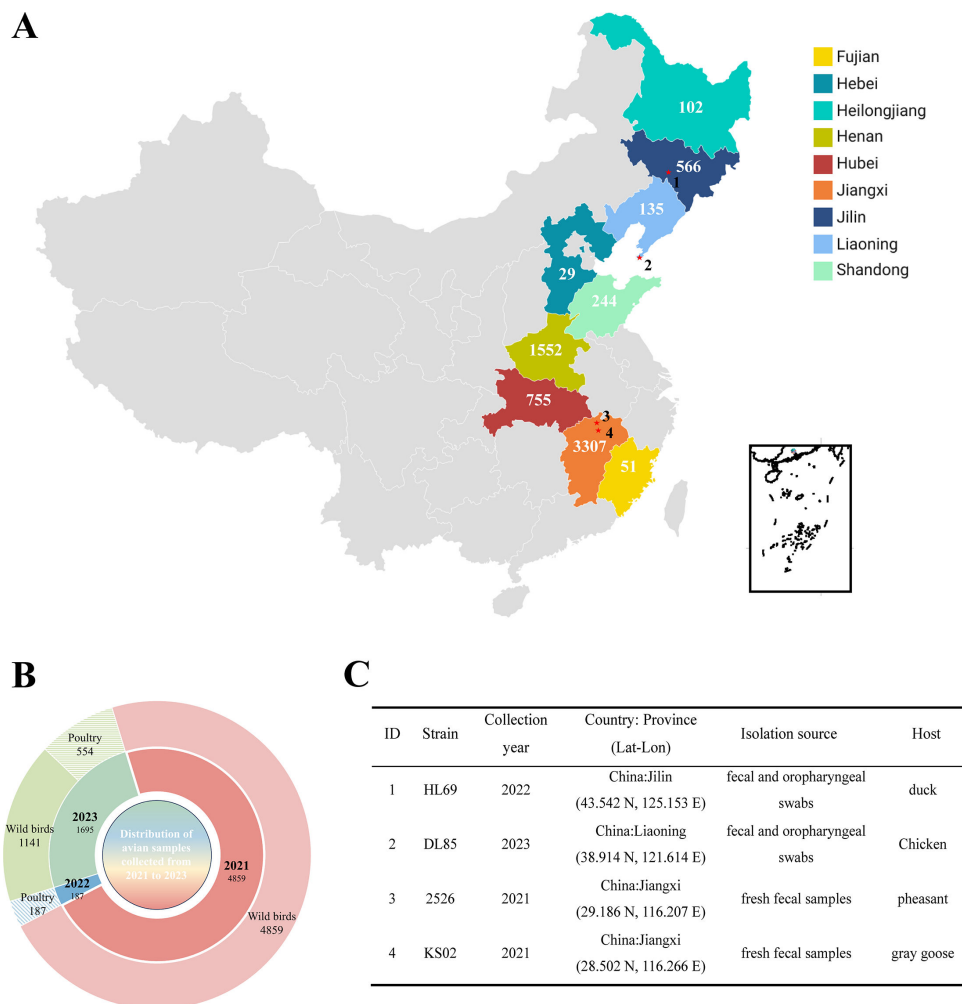 A
Fujian
Hebei
Heilongjiang
Henan
Hubei
Jiangxi
Jilin
Liaoning
Shandong
102
566
1
135
2
29
244
1552
755
3
4
3307
51
B
Poultry
554
Wild birds
1141
2023
1695
2022
187
Poultry
187
Distribution of
avian samples
collected from
2021 to 2023
2021
4859
Wild birds
4859
C
ID Strain Collection year Country: Province (Lat-Lon) Isolation source Host
1 HL69 2022 China:Jilin (43.542 N, 125.153 E) fecal and oropharyngeal swabs duck
2 DL85 2023 China:Liaoning (38.914 N, 121.614 E) fecal and oropharyngeal swabs Chicken
3 2526 2021 China:Jiangxi (29.186 N, 116.207 E) fresh fecal samples pheasant
4 KS02 2021 China:Jiangxi (28.502 N, 116.266 E) fresh fecal samples gray goose